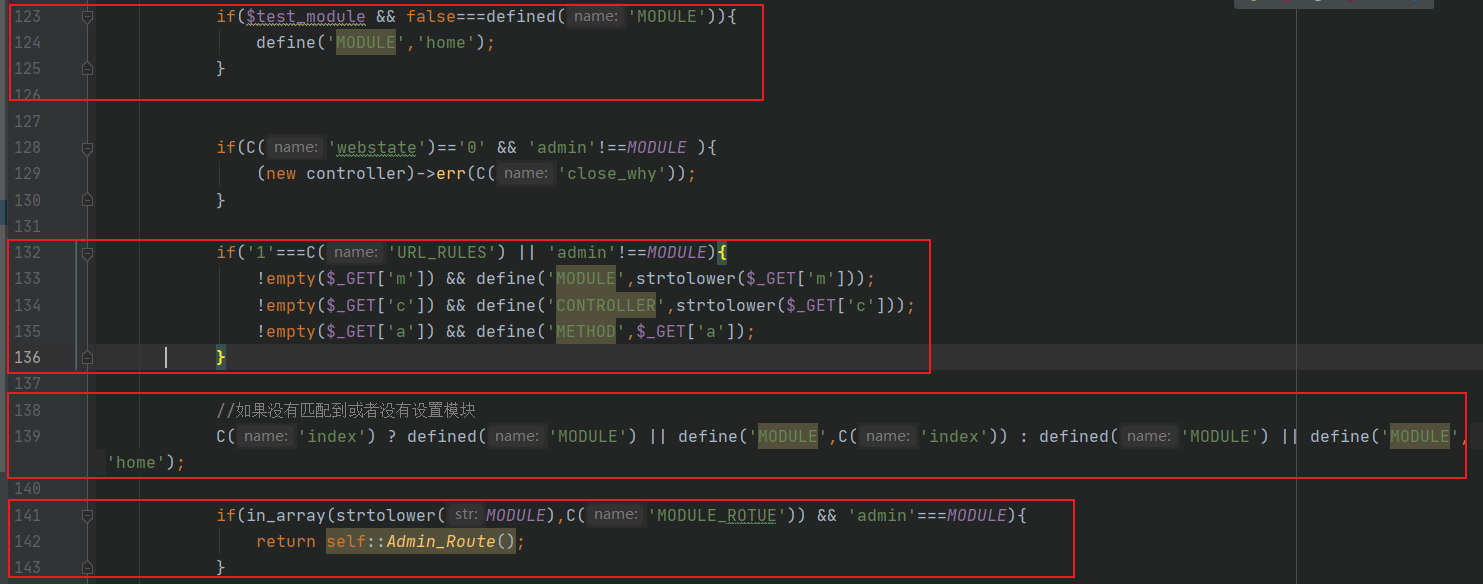 123 if($test_module && false===defined( name: 'MODULE')){
124 define('MODULE','home');
125 }
126
127
128 if(C( name: 'webstate')=='0' && 'admin'!==MODULE ){
129 (new controller)->err(C( name: 'close_why'));
130 }
131
132 if('1'===C( name: 'URL_RULES') || 'admin'!==MODULE){
133 !empty($_GET['m']) && define('MODULE',strtolower($_GET['m']));
134 !empty($_GET['c']) && define('CONTROLLER',strtolower($_GET['c']));
135 !empty($_GET['a']) && define('METHOD',$_GET['a']);
136 }
137
138 //如果没有匹配到或者没有设置模块
139 C( name: 'index') ? defined( name: 'MODULE') || define('MODULE',C( name: 'index')) : defined( name: 'MODULE') || define('MODULE',
'home');
140
141 if(in_array(strtolower( str: MODULE),C( name: 'MODULE_ROTUE')) && 'admin'===MODULE){
142 return self::Admin_Route();
143 }